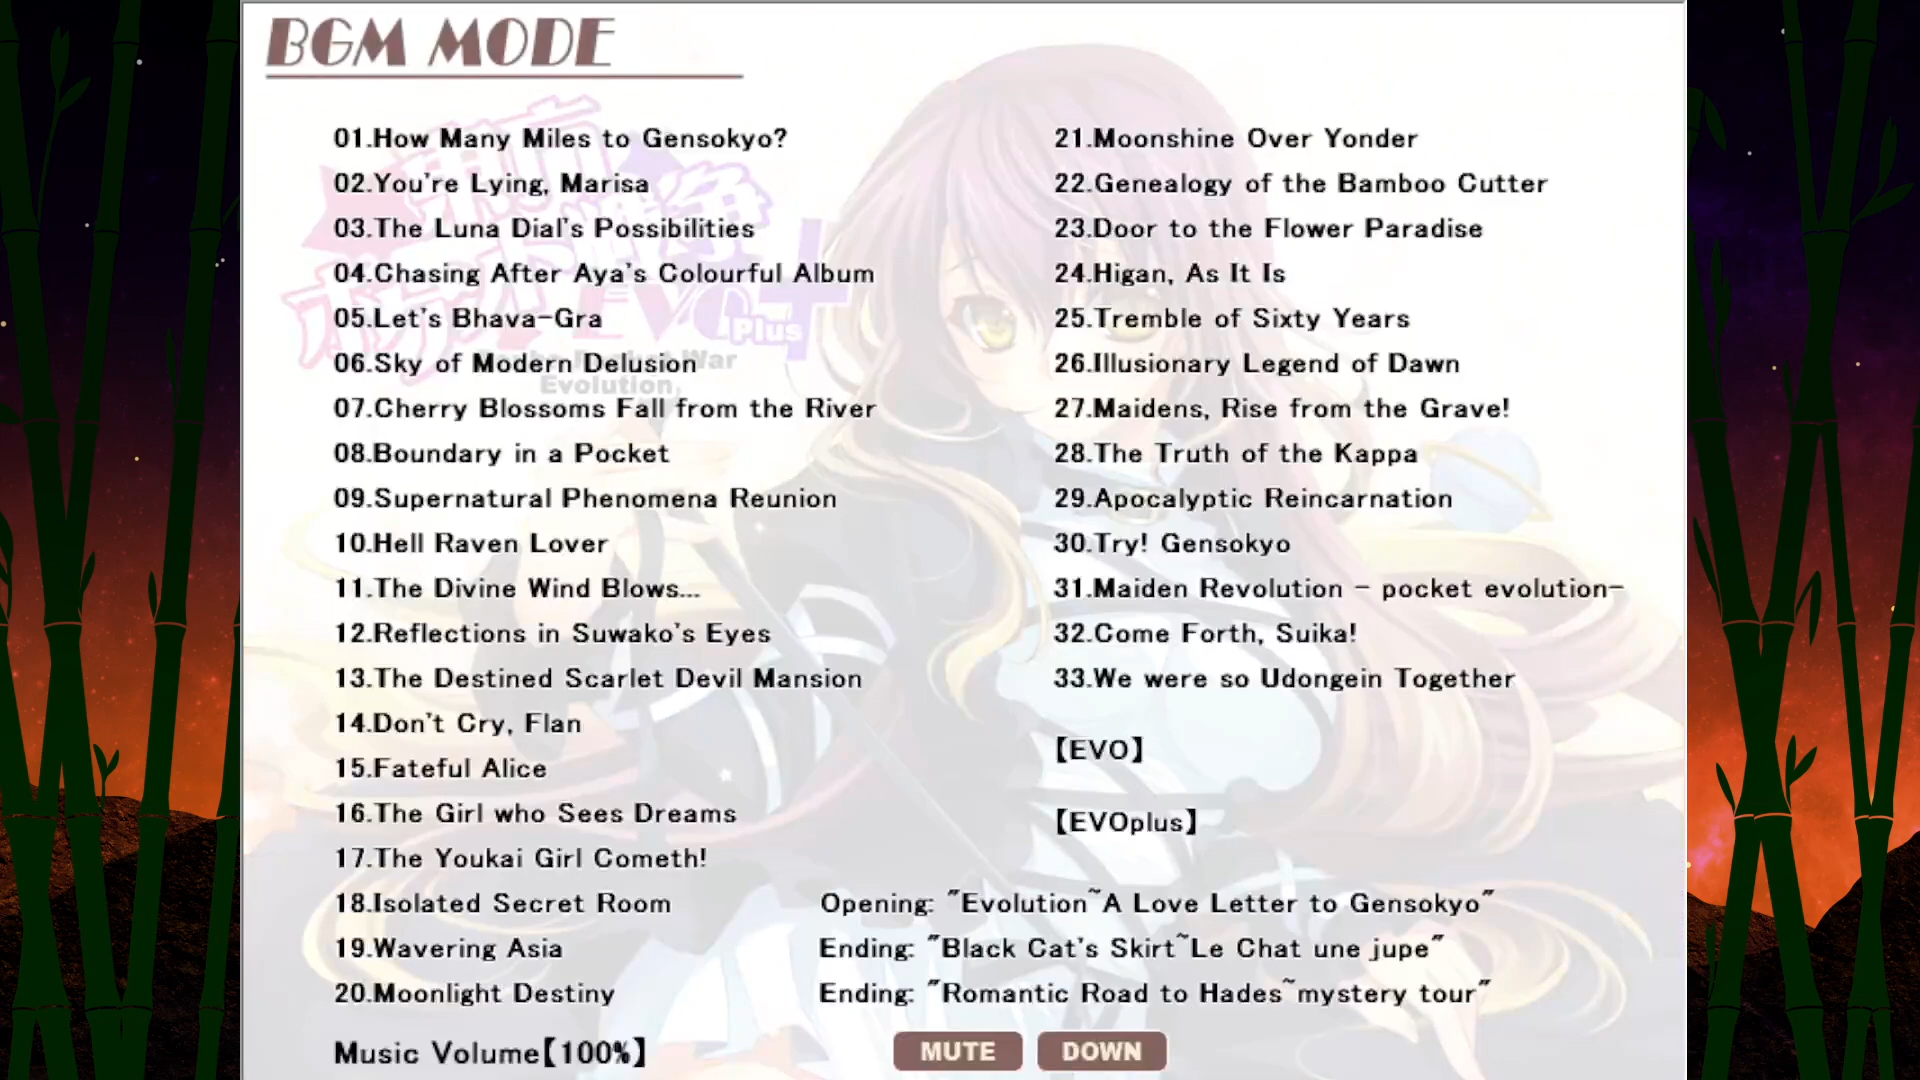 BGM MODE
01.How Many Miles to Gensokyo?
02.You're Lying, Marisa
03.The Luna Dial's Possibilities
04.Chasing After Aya's Colourful Album
05.Let's Bhava-Gra
06.Sky of Modern Delusion
07.Cherry Blossoms Fall from the River
08.Boundary in a Pocket
09.Supernatural Phenomena Reunion
10.Hell Raven Lover
11.The Divine Wind Blows...
12.Reflections in Suwako's Eyes
13.The Destined Scarlet Devil Mansion
14.Don't Cry, Flan
15.Fateful Alice
16.The Girl who Sees Dreams
17.The Youkai Girl Cometh!
18.Isolated Secret Room
19.Wavering Asia
20.Moonlight Destiny
21.Moonshine Over Yonder
22.Genealogy of the Bamboo Cutter
23.Door to the Flower Paradise
24.Higan, As It Is
25.Tremble of Sixty Years
26.Illusionary Legend of Dawn
27.Maidens, Rise from the Grave!
28.The Truth of the Kappa
29.Apocalyptic Reincarnation
30.Try! Gensokyo
31.Maiden Revolution - pocket evolution-
32.Come Forth, Suika!
33.We were so Udongein Together
【EVO】
【EVOplus】
Opening: "Evolution~A Love Letter to Gensokyo"
Ending: "Black Cat's Skirt~Le Chat une jupe"
Ending: "Romantic Road to Hades~mystery tour"
Music Volume【100%】
MUTE
DOWN
Plus
War
Evolution